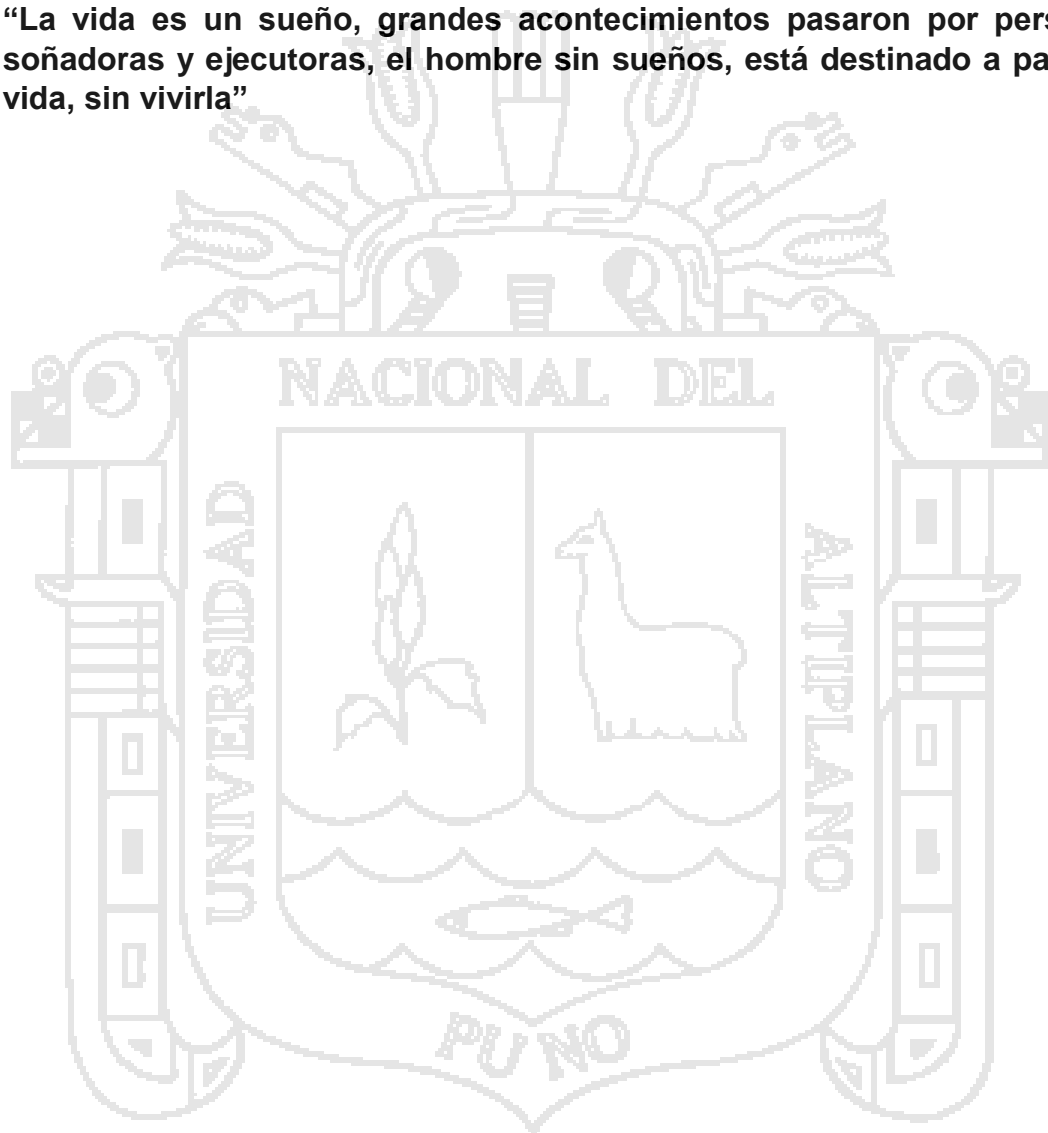 “La vida es un sueño, grandes acontecimientos pasaron por
soñadoras y ejecutoras, el hombre sin sueños, está destinado a
vida, sin vivirla”
NACIONAL DEL
UNIVERSIDAD
ALTIPLANO
PUNO